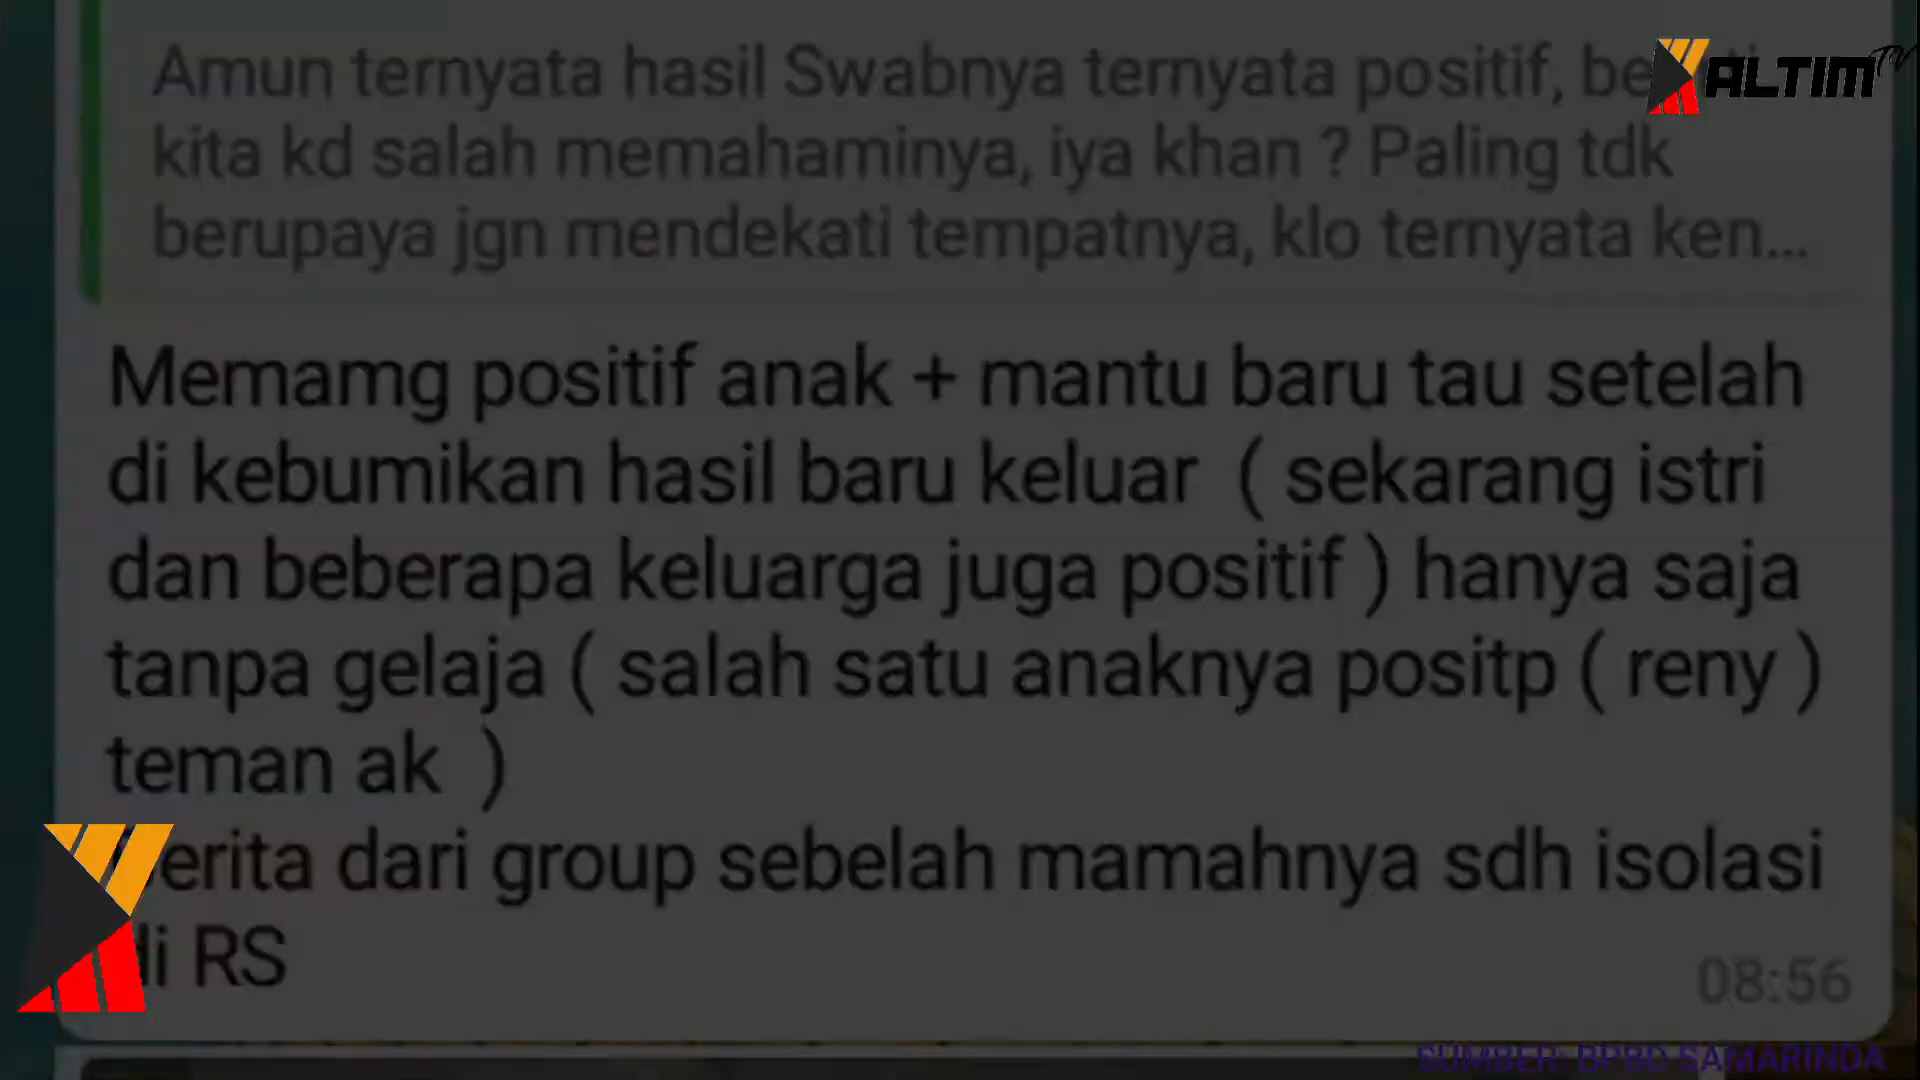 Amun ternyata hasil Swabnya ternyata positif,
kita kd salah memahaminya, iya khan ? Paling tdk
berupaya jgn mendekati tempatnya, klo ternyata ken...
Memamg positif anak + mantu baru tau setelah
di kebumikan hasil baru keluar ( sekarang istri
dan beberapa keluarga juga positif ) hanya saja
tanpa gelaja ( salah satu anaknya positp ( reny )
teman ak )
Berita dari group sebelah mamahnya sdh isolasi
di RS
08:56
KALTIM TV
SUMBER: BPBD SAMARINDA